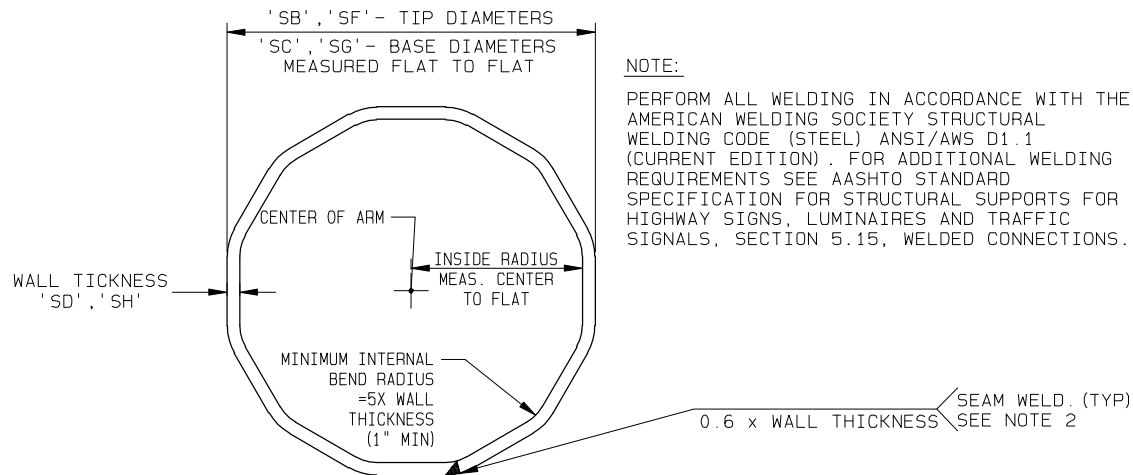 'SB','SF'- TIP DIAMETERS
'SC','SG'- BASE DIAMETERS
MEASURED FLAT TO FLAT
NOTE:
PERFORM ALL WELDING IN ACCORDANCE WITH THE
AMERICAN WELDING SOCIETY STRUCTURAL
WELDING CODE (STEEL) ANSI/AWS D1.1
(CURRENT EDITION). FOR ADDITIONAL WELDING
REQUIREMENTS SEE AASHTO STANDARD
SPECIFICATION FOR STRUCTURAL SUPPORTS FOR
HIGHWAY SIGNS, LUMINAIRES AND TRAFFIC
SIGNALS, SECTION 5.15, WELDED CONNECTIONS.
CENTER OF ARM
INSIDE RADIUS
MEAS. CENTER
TO FLAT
WALL TICKNESS
'SD','SH'
MINIMUM INTERNAL
BEND RADIUS
=5X WALL
THICKNESS
(1" MIN)
0.6 x WALL THICKNESS
SEAM WELD. (TYP)
SEE NOTE 2